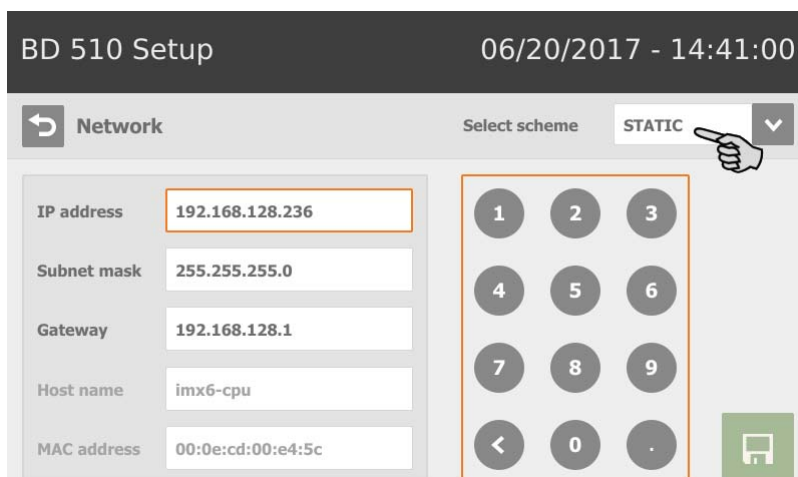 BD 510 Setup 06/20/2017 - 14:41:00
Network Select scheme STATIC
IP address 192.168.128.236
Subnet mask 255.255.255.0
Gateway 192.168.128.1
Host name imx6-cpu
MAC address 00:0e:cd:00:e4:5c
1 2 3
4 5 6
7 8 9
< 0 .